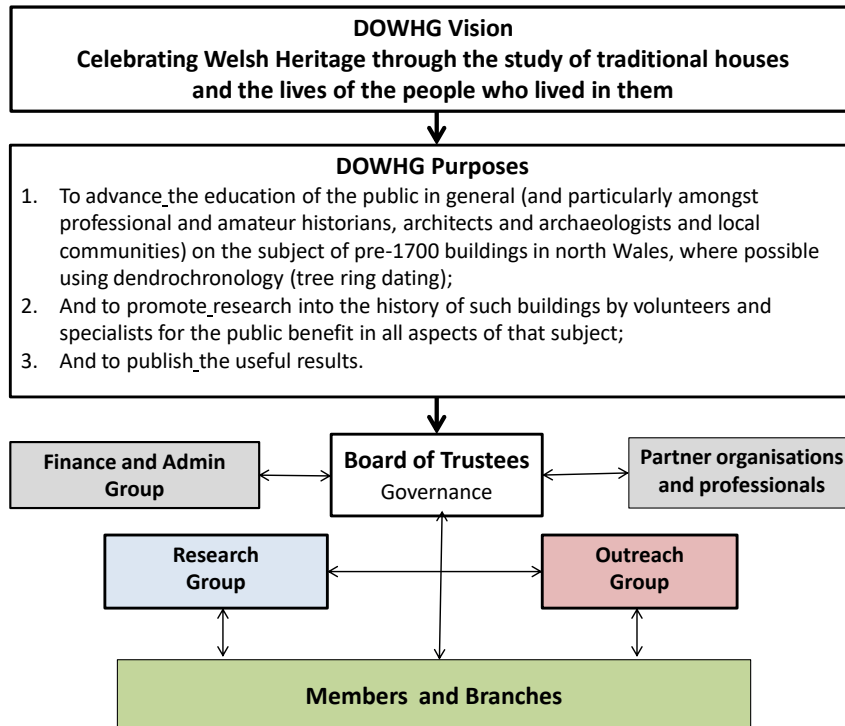 DOWHG Vision
Celebrating Welsh Heritage through the study of traditional houses
and the lives of the people who lived in them
DOWHG Purposes
1. To advance the education of the public in general (and particularly amongst
professional and amateur historians, architects and archaeologists and local
communities) on the subject of pre-1700 buildings in north Wales, where possible
using dendrochronology (tree ring dating);
2. And to promote research into the history of such buildings by volunteers and
specialists for the public benefit in all aspects of that subject;
3. And to publish the useful results.
Finance and Admin
Group
Board of Trustees
Governance
Partner organisations
and professionals
Research
Group
Outreach
Group
Members and Branches